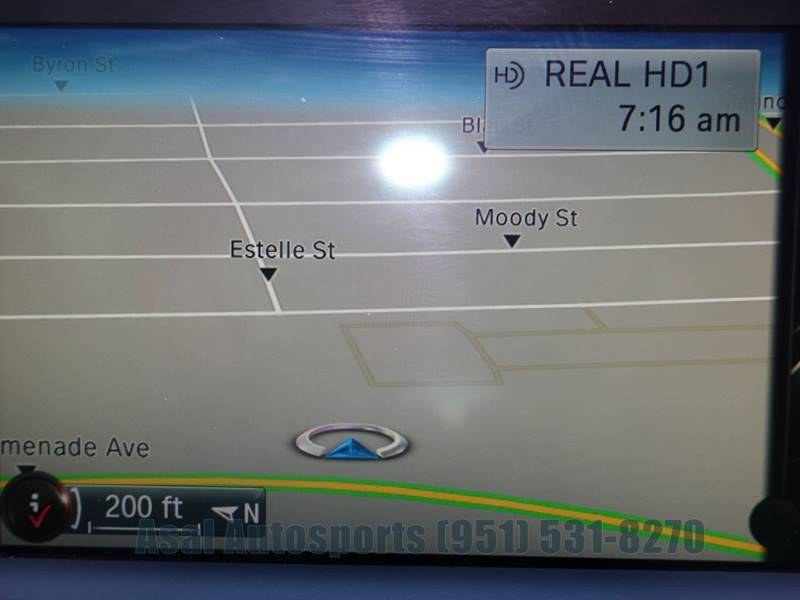 Byron St
HD REAL HD1
7:16 am
Moody St
Estelle St
menade Ave
200 ft N
Asal Autosports (951) 531-8270